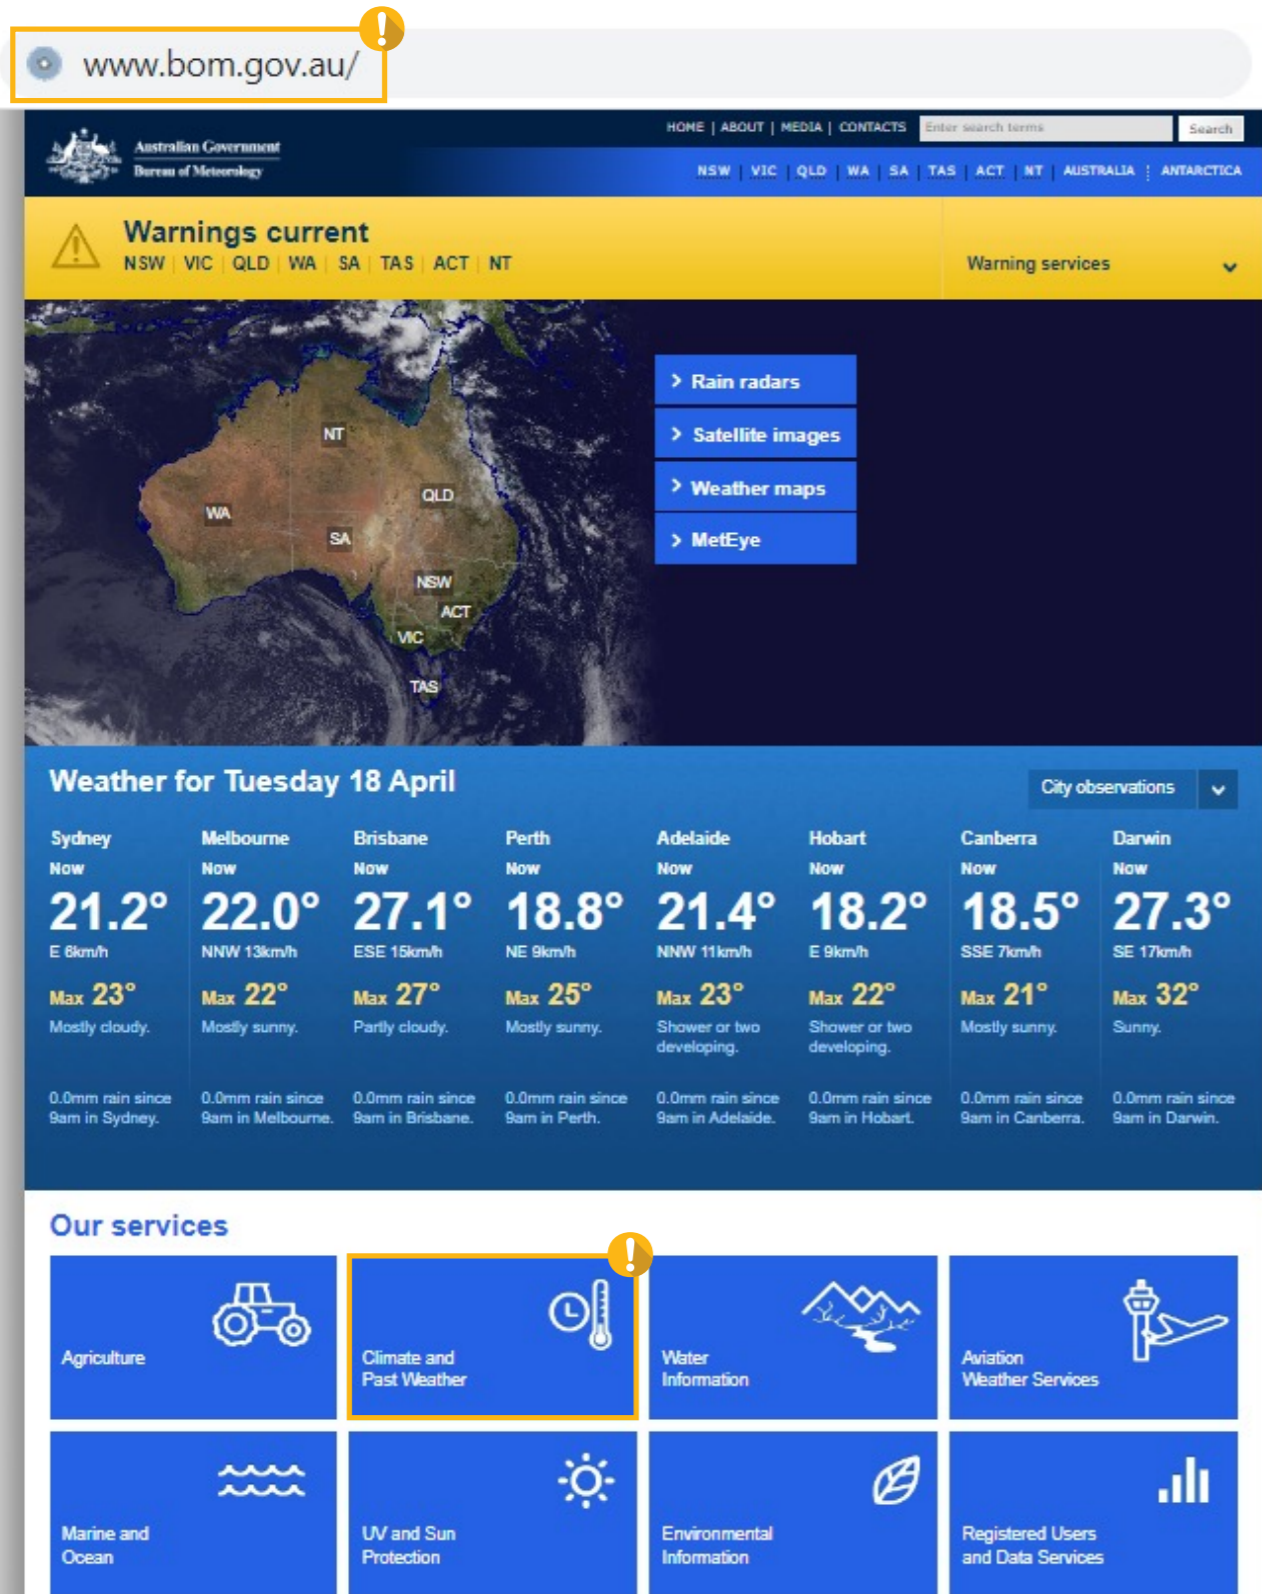 www.bom.gov.au/
HOME | ABOUT | MEDIA | CONTACTS Enter search terms Search
Australian Government
Bureau of Meteorology
NSW | VIC | QLD | WA | SA | TAS | ACT | NT | AUSTRALIA | ANTARCTICA
Warnings current
NSW | VIC | QLD | WA | SA | TAS | ACT | NT
Warning services
Rain radars
Satellite images
Weather maps
MetEye
NT
QLD
WA
SA
NSW
ACT
VIC
TAS
Weather for Tuesday 18 April
City observations
Sydney Melbourne Brisbane Perth Adelaide Hobart Canberra Darwin
Now Now Now Now Now Now Now Now
21.2° 22.0° 27.1° 18.8° 21.4° 18.2° 18.5° 27.3°
E 6km/h NNW 13km/h ESE 15km/h NE 9km/h NNW 11km/h E 9km/h SSE 7km/h SE 17km/h
Max 23° Max 22° Max 27° Max 25° Max 23° Max 22° Max 21° Max 32°
Mostly cloudy. Mostly sunny. Partly cloudy. Mostly sunny. Shower or two Shower or two Mostly sunny. Sunny.
developing. developing.
0.0mm rain since 0.0mm rain since 0.0mm rain since 0.0mm rain since 0.0mm rain since 0.0mm rain since 0.0mm rain since 0.0mm rain since
9am in Sydney. 9am in Melbourne. 9am in Brisbane. 9am in Perth. 9am in Adelaide. 9am in Hobart. 9am in Canberra. 9am in Darwin.
Our services
Agriculture
Climate and
Past Weather
Water
Information
Aviation
Weather Services
Marine and
Ocean
UV and Sun
Protection
Environmental
Information
Registered Users
and Data Services